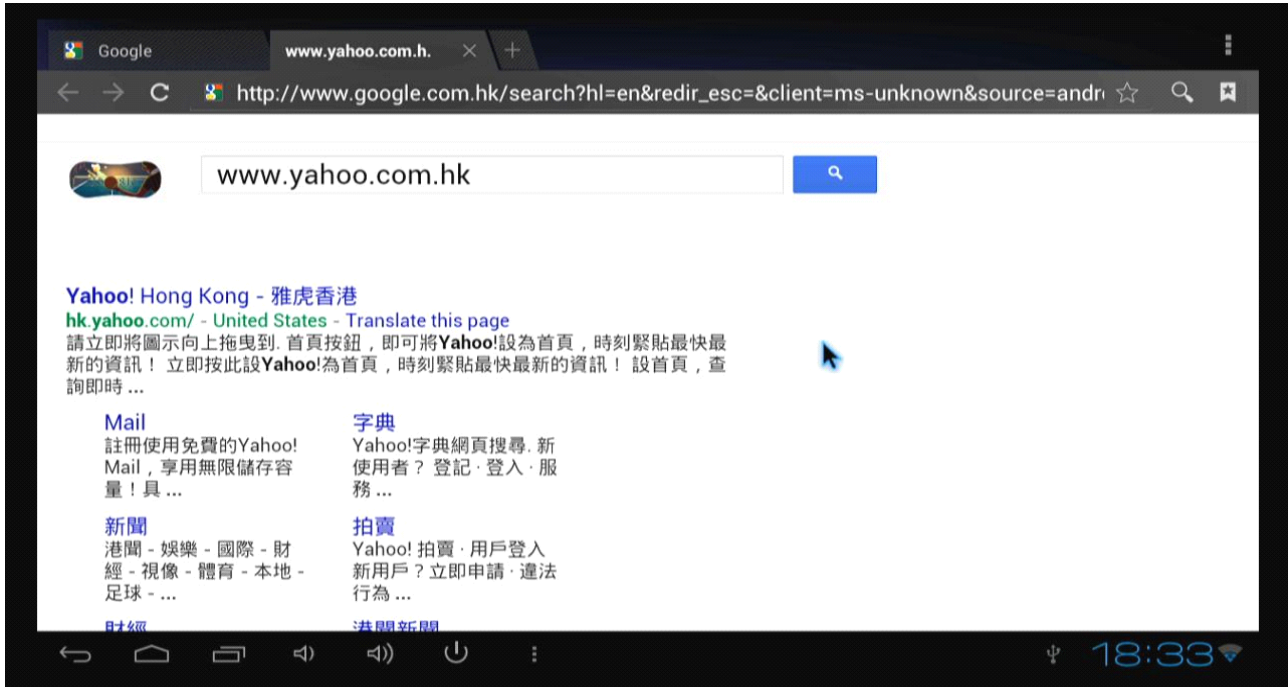 Google
www.yahoo.com.h.
http://www.google.com.hk/search?hl=en&redir_esc=&client=ms-unknown&source=andr
www.yahoo.com.hk
Yahoo! Hong Kong - 雅虎香港
hk.yahoo.com/ - United States - Translate this page
請立即將圖示向上拖曳到. 首頁按鈕，即可將Yahoo!設為首頁，時刻緊貼最快最
新的資訊！ 立即按此設Yahoo!為首頁，時刻緊貼最快最新的資訊！ 設首頁，查
詢即時 ...
Mail
註冊使用免費的Yahoo!
Mail，享用無限儲存容
量！具 ...
字典
Yahoo!字典網頁搜尋. 新
使用者？ 登記 · 登入 · 服
務 ...
新聞
港聞 - 娛樂 - 國際 - 財
經 - 視像 - 體育 - 本地 -
足球 - ...
拍賣
Yahoo! 拍賣 · 用戶登入
新用戶？立即申請 · 違法
行為 ...
財經
港聞新聞
18:33